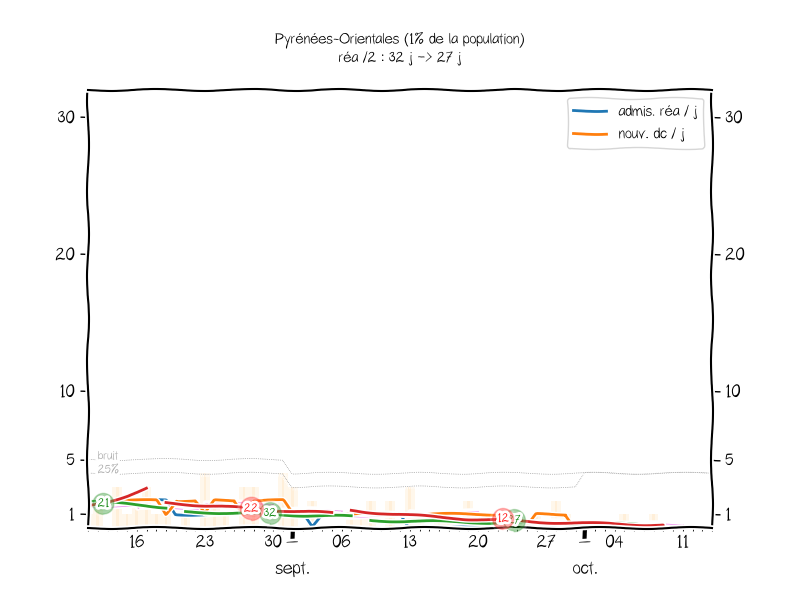 Pyrénées-Orientales (1% de la population)
réa /2 : 32 j -> 27 j
admis. réa / j
nouv. dc / j
30
30
20
20
10
10
bruit
25%
5
5
21
22
32
12
7
1
1
16 23 30 06 13 20 27 04 11
sept. oct.